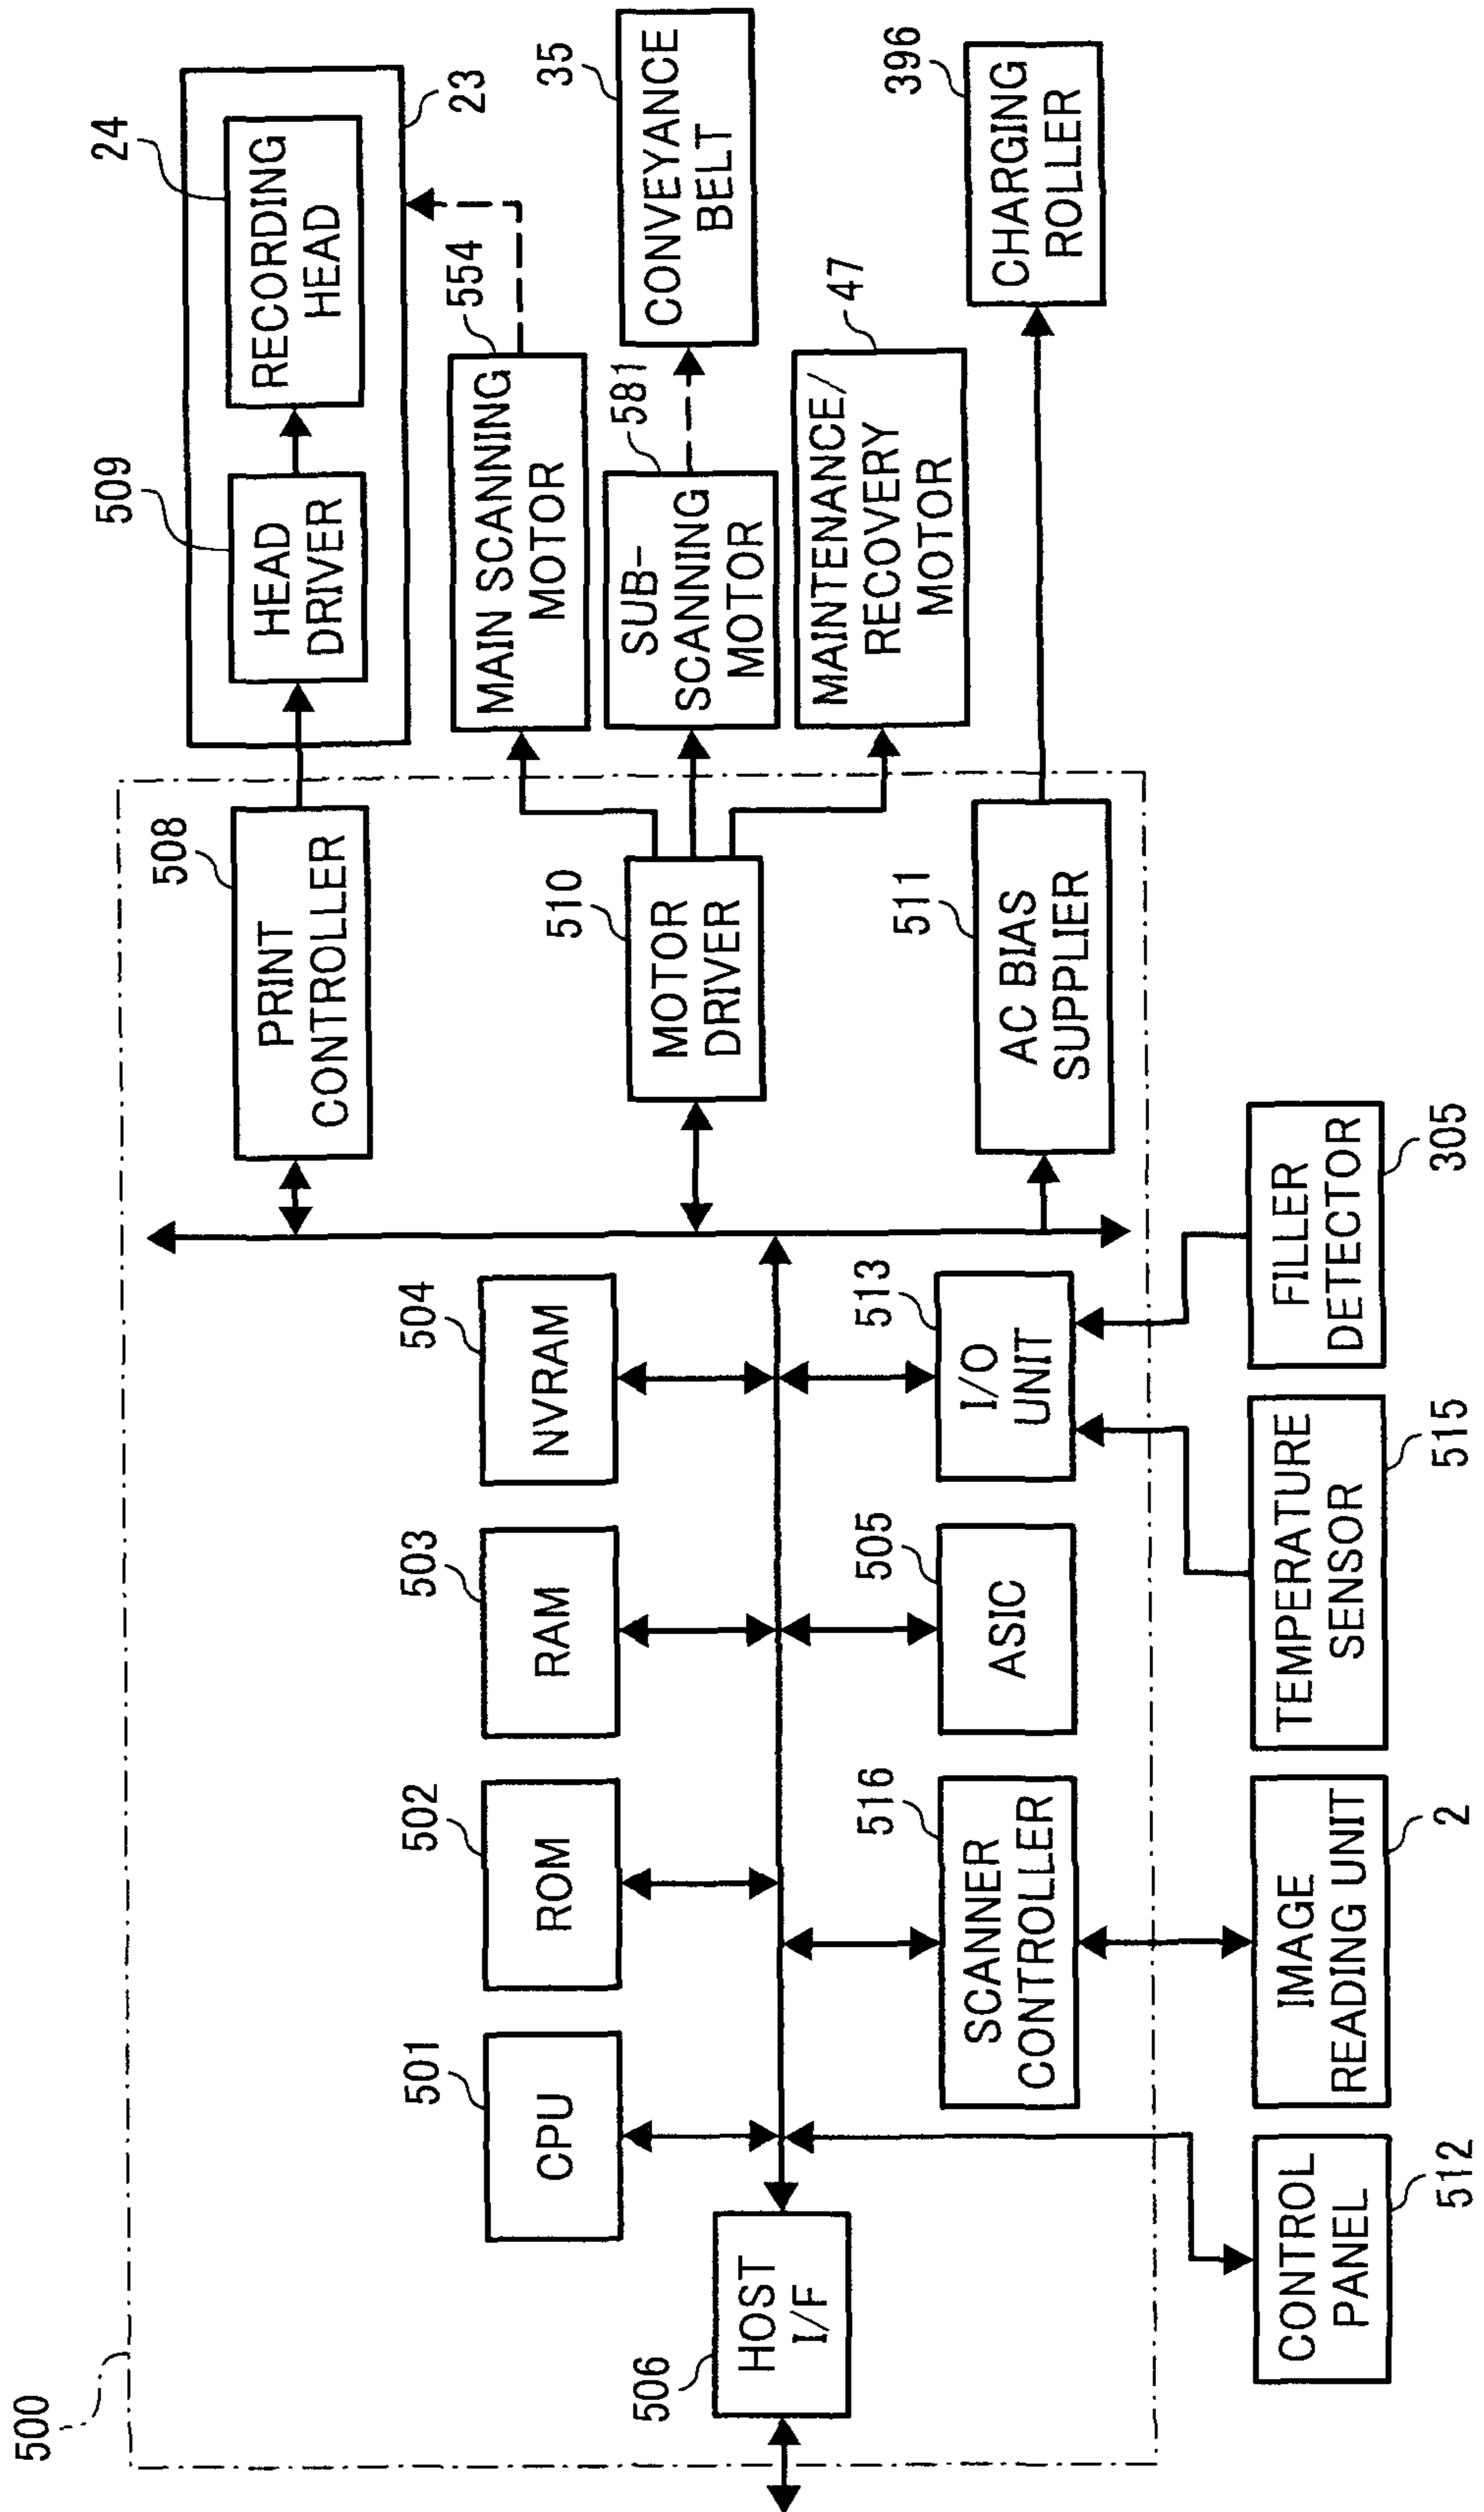 500
506
HOST
I/F
501
CPU
502
ROM
503
RAM
504
NVRAM
516
SCANNER
CONTROLLER
505
ASIC
513
I/O
UNIT
CONTROL
PANEL
512
IMAGE
READING UNIT
2
TEMPERATURE
SENSOR
515
FILLER
DETECTOR
305
508
PRINT
CONTROLLER
510
MOTOR
DRIVER
511
AC BIAS
SUPPLIER
509
HEAD
DRIVER
24
RECORDING
HEAD
23
MAIN SCANNING
MOTOR
554
SUB-
SCANNING
MOTOR
581
35
CONVEYANCE
BELT
MAINTENANCE/
RECOVERY
MOTOR
47
396
CHARGING
ROLLER